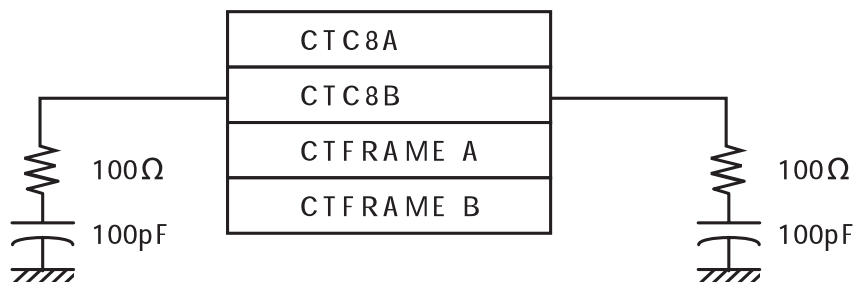 CTC8A
CTC8B
CTFRAME A
CTFRAME B
100Ω
100pF
100Ω
100pF